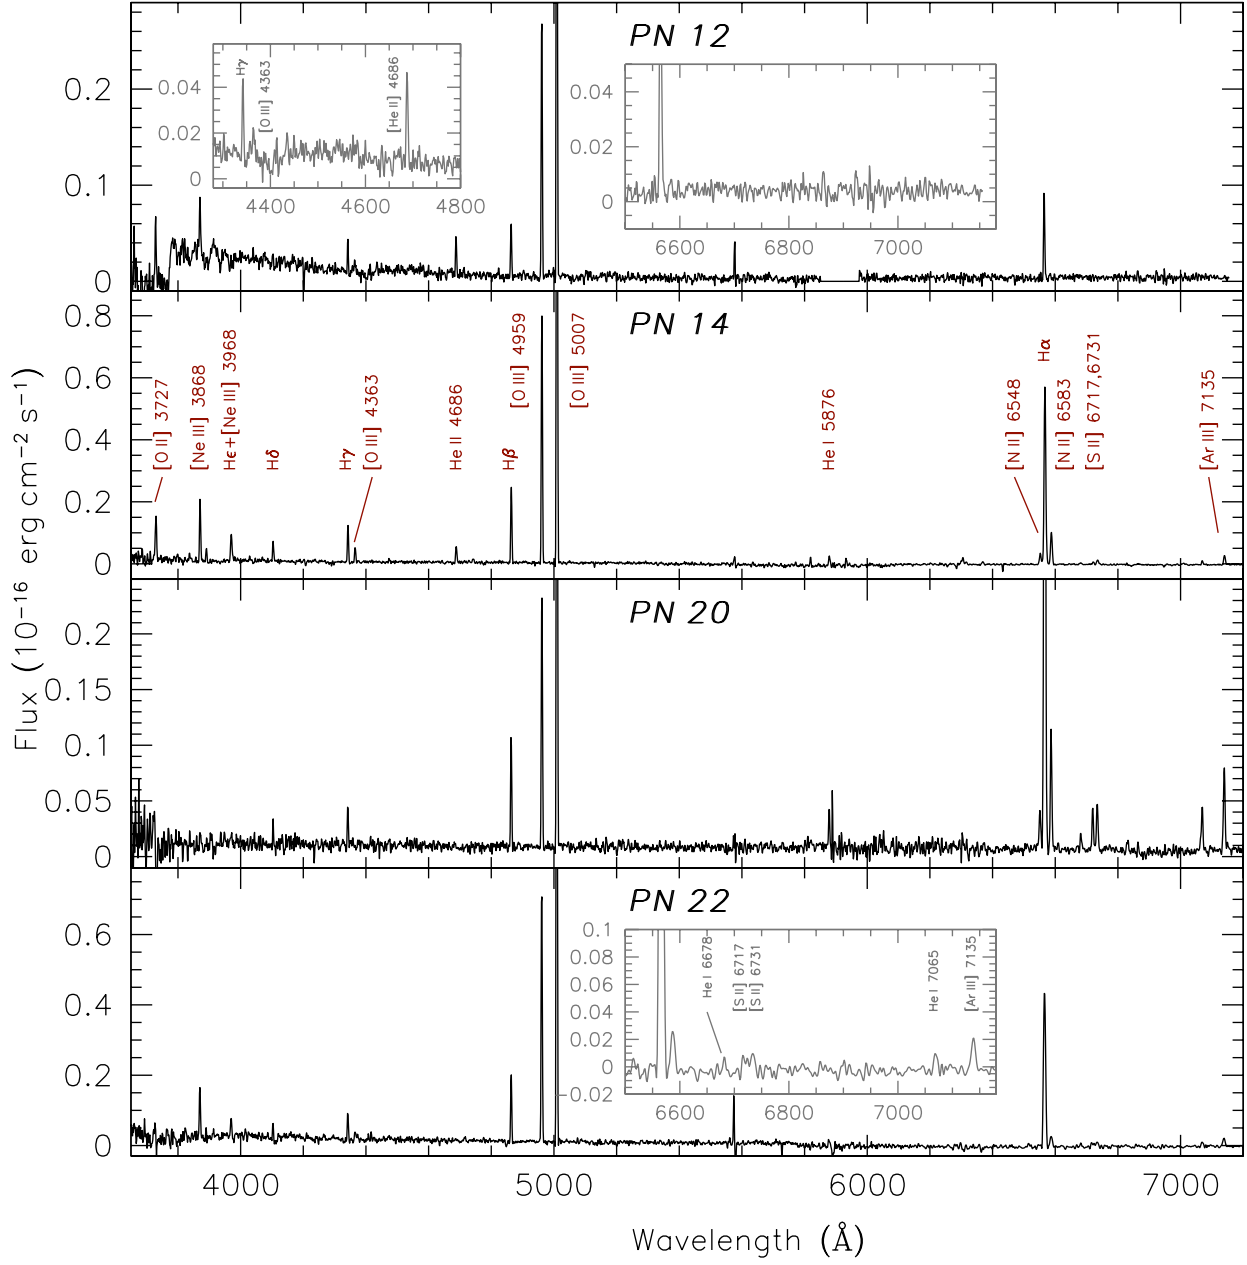 PN 12
0.2
0.1
0
Hγ
[O III] 4363
[He II] 4686
0.04
0.02
0
4400
4600
4800
0.04
0.02
0
6600
6800
7000
PN 14
0.8
0.6
0.4
0.2
0
[O II] 3727
[Ne III] 3868
Hϵ+[Ne III] 3968
Hδ
Hγ
[O III] 4363
He II 4686
Hβ
[O III] 4959
[O III] 5007
He I 5876
[N II] 6548
Hα
[N II] 6583
[S II] 6717,6731
[Ar III] 7135
PN 20
0.2
0.15
0.1
0.05
0
PN 22
0.6
0.4
0.2
0
0.1
0.08
0.06
0.04
0.02
0
−0.02
He I 6678
[S II] 6717
[S II] 6731
He I 7065
[Ar III] 7135
6600
6800
7000
4000
5000
6000
7000
Wavelength (Å)
Flux (10⁻¹⁶ erg cm⁻² s⁻¹)